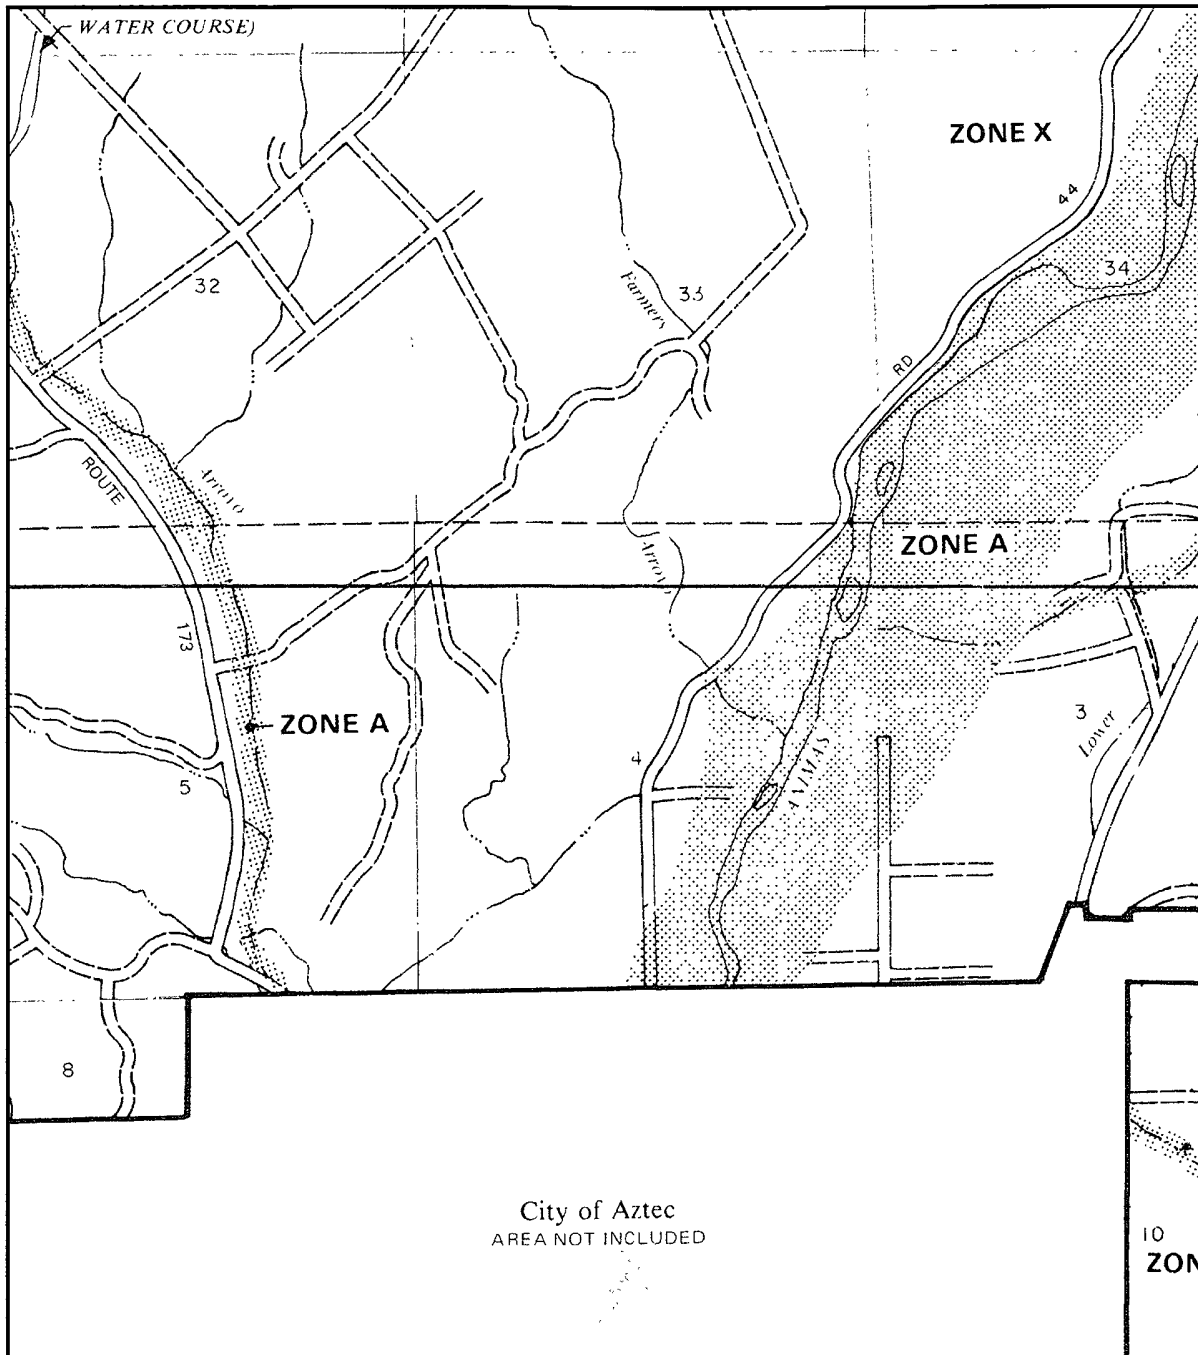 WATER COURSE)
ZONE X
44
34
32
33
Farmers
RD
ROUTE
Arroyo
ZONE A
Arroyo
173
ZONE A
3
Lower
4
5
ANIMAS
8
City of Aztec
AREA NOT INCLUDED
10
ZON